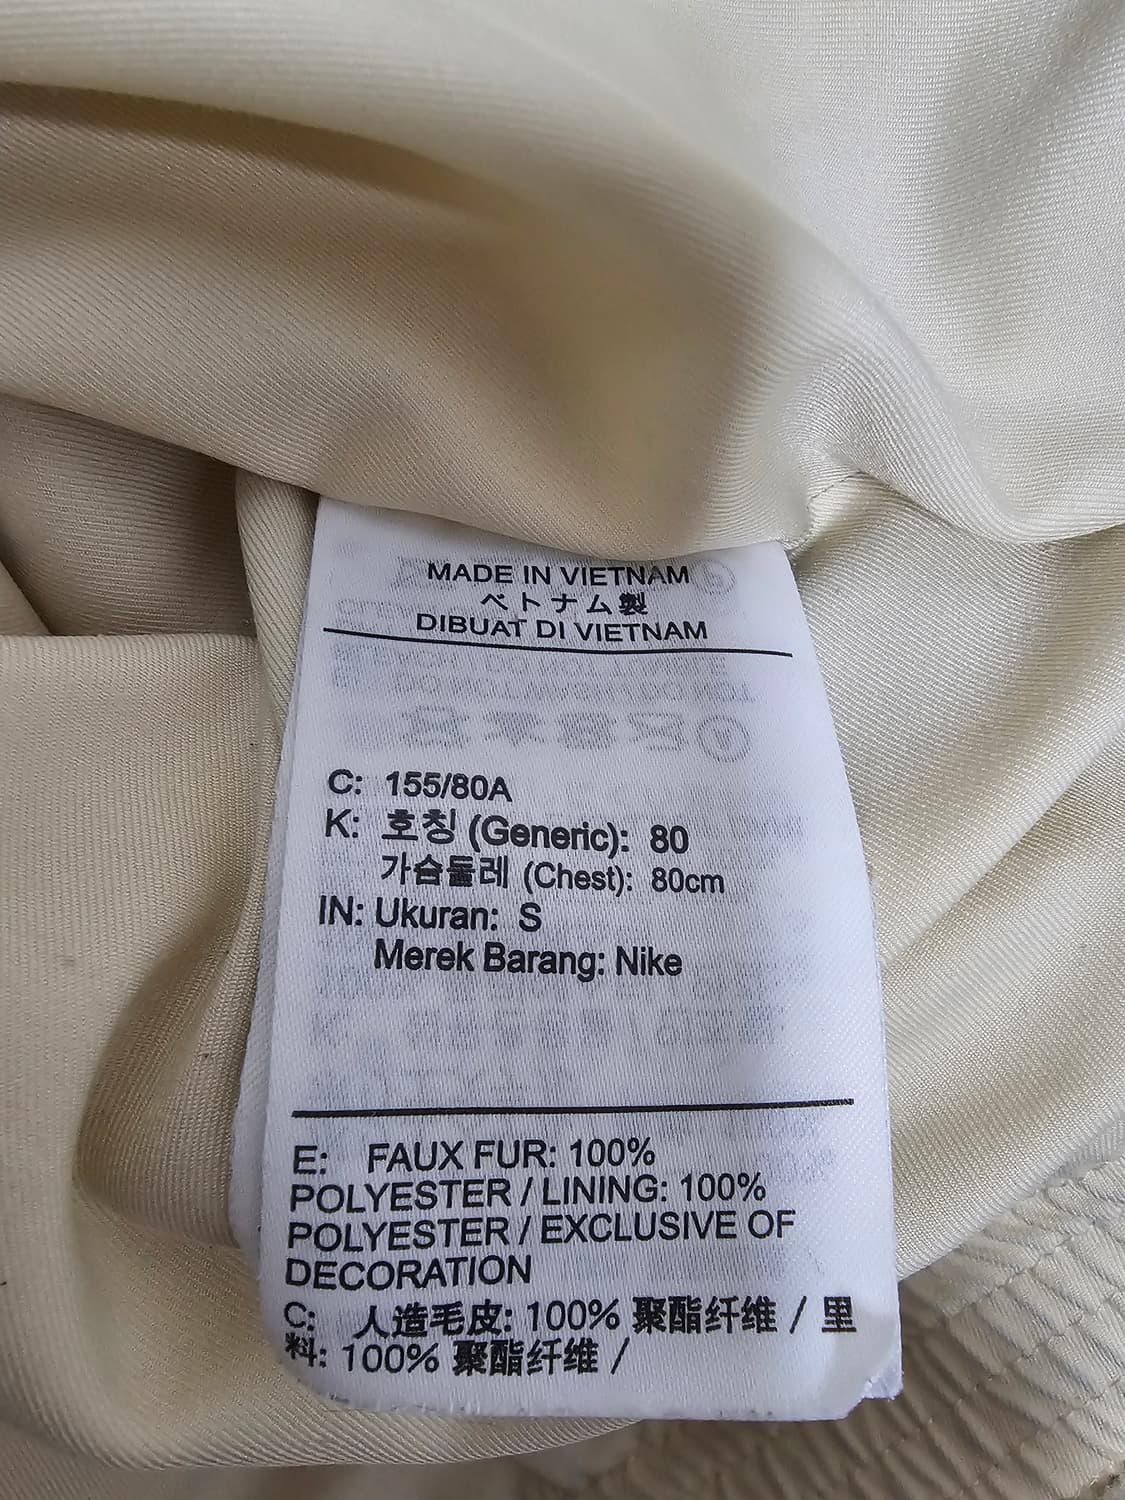 MADE IN VIETNAM
ベトナム製
DIBUAT DI VIETNAM
C: 155/80A
K: 호칭 (Generic): 80
가슴둘레 (Chest): 80cm
IN: Ukuran: S
Merek Barang: Nike
E: FAUX FUR: 100%
POLYESTER / LINING: 100%
POLYESTER / EXCLUSIVE OF
DECORATION
C: 人造毛皮: 100% 聚酯纤维 / 里
料: 100% 聚酯纤维 /